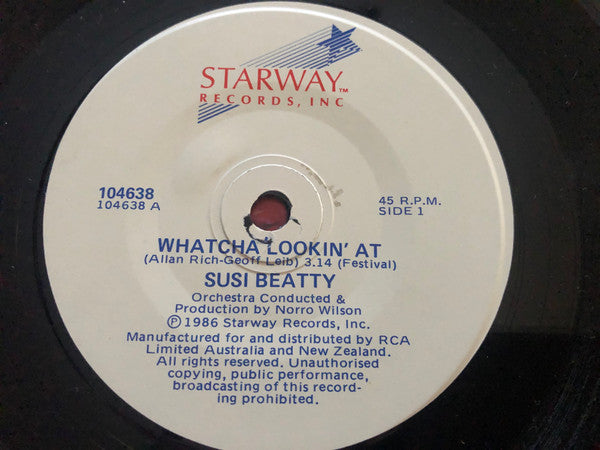 STARWAY™
RECORDS, INC
104638
104638 A
45 R.P.M.
SIDE 1
WHATCHA LOOKIN' AT
(Allan Rich-Geoff Leib) 3.14 (Festival)
SUSI BEATTY
Orchestra Conducted &
Production by Norro Wilson
Ⓟ 1986 Starway Records, Inc.
Manufactured for and distributed by RCA
Limited Australia and New Zealand.
All rights reserved. Unauthorised
copying, public performance,
broadcasting of this record-
ing prohibited.